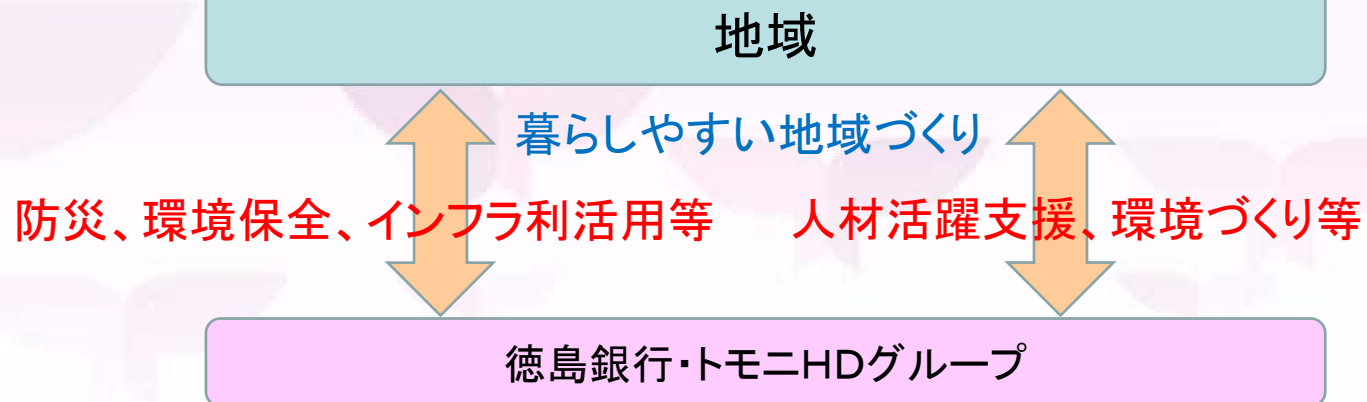 地域
暮らしやすい地域づくり
防災、環境保全、インフラ利活用等
人材活躍支援、環境づくり等
徳島銀行・トモニHDグループ